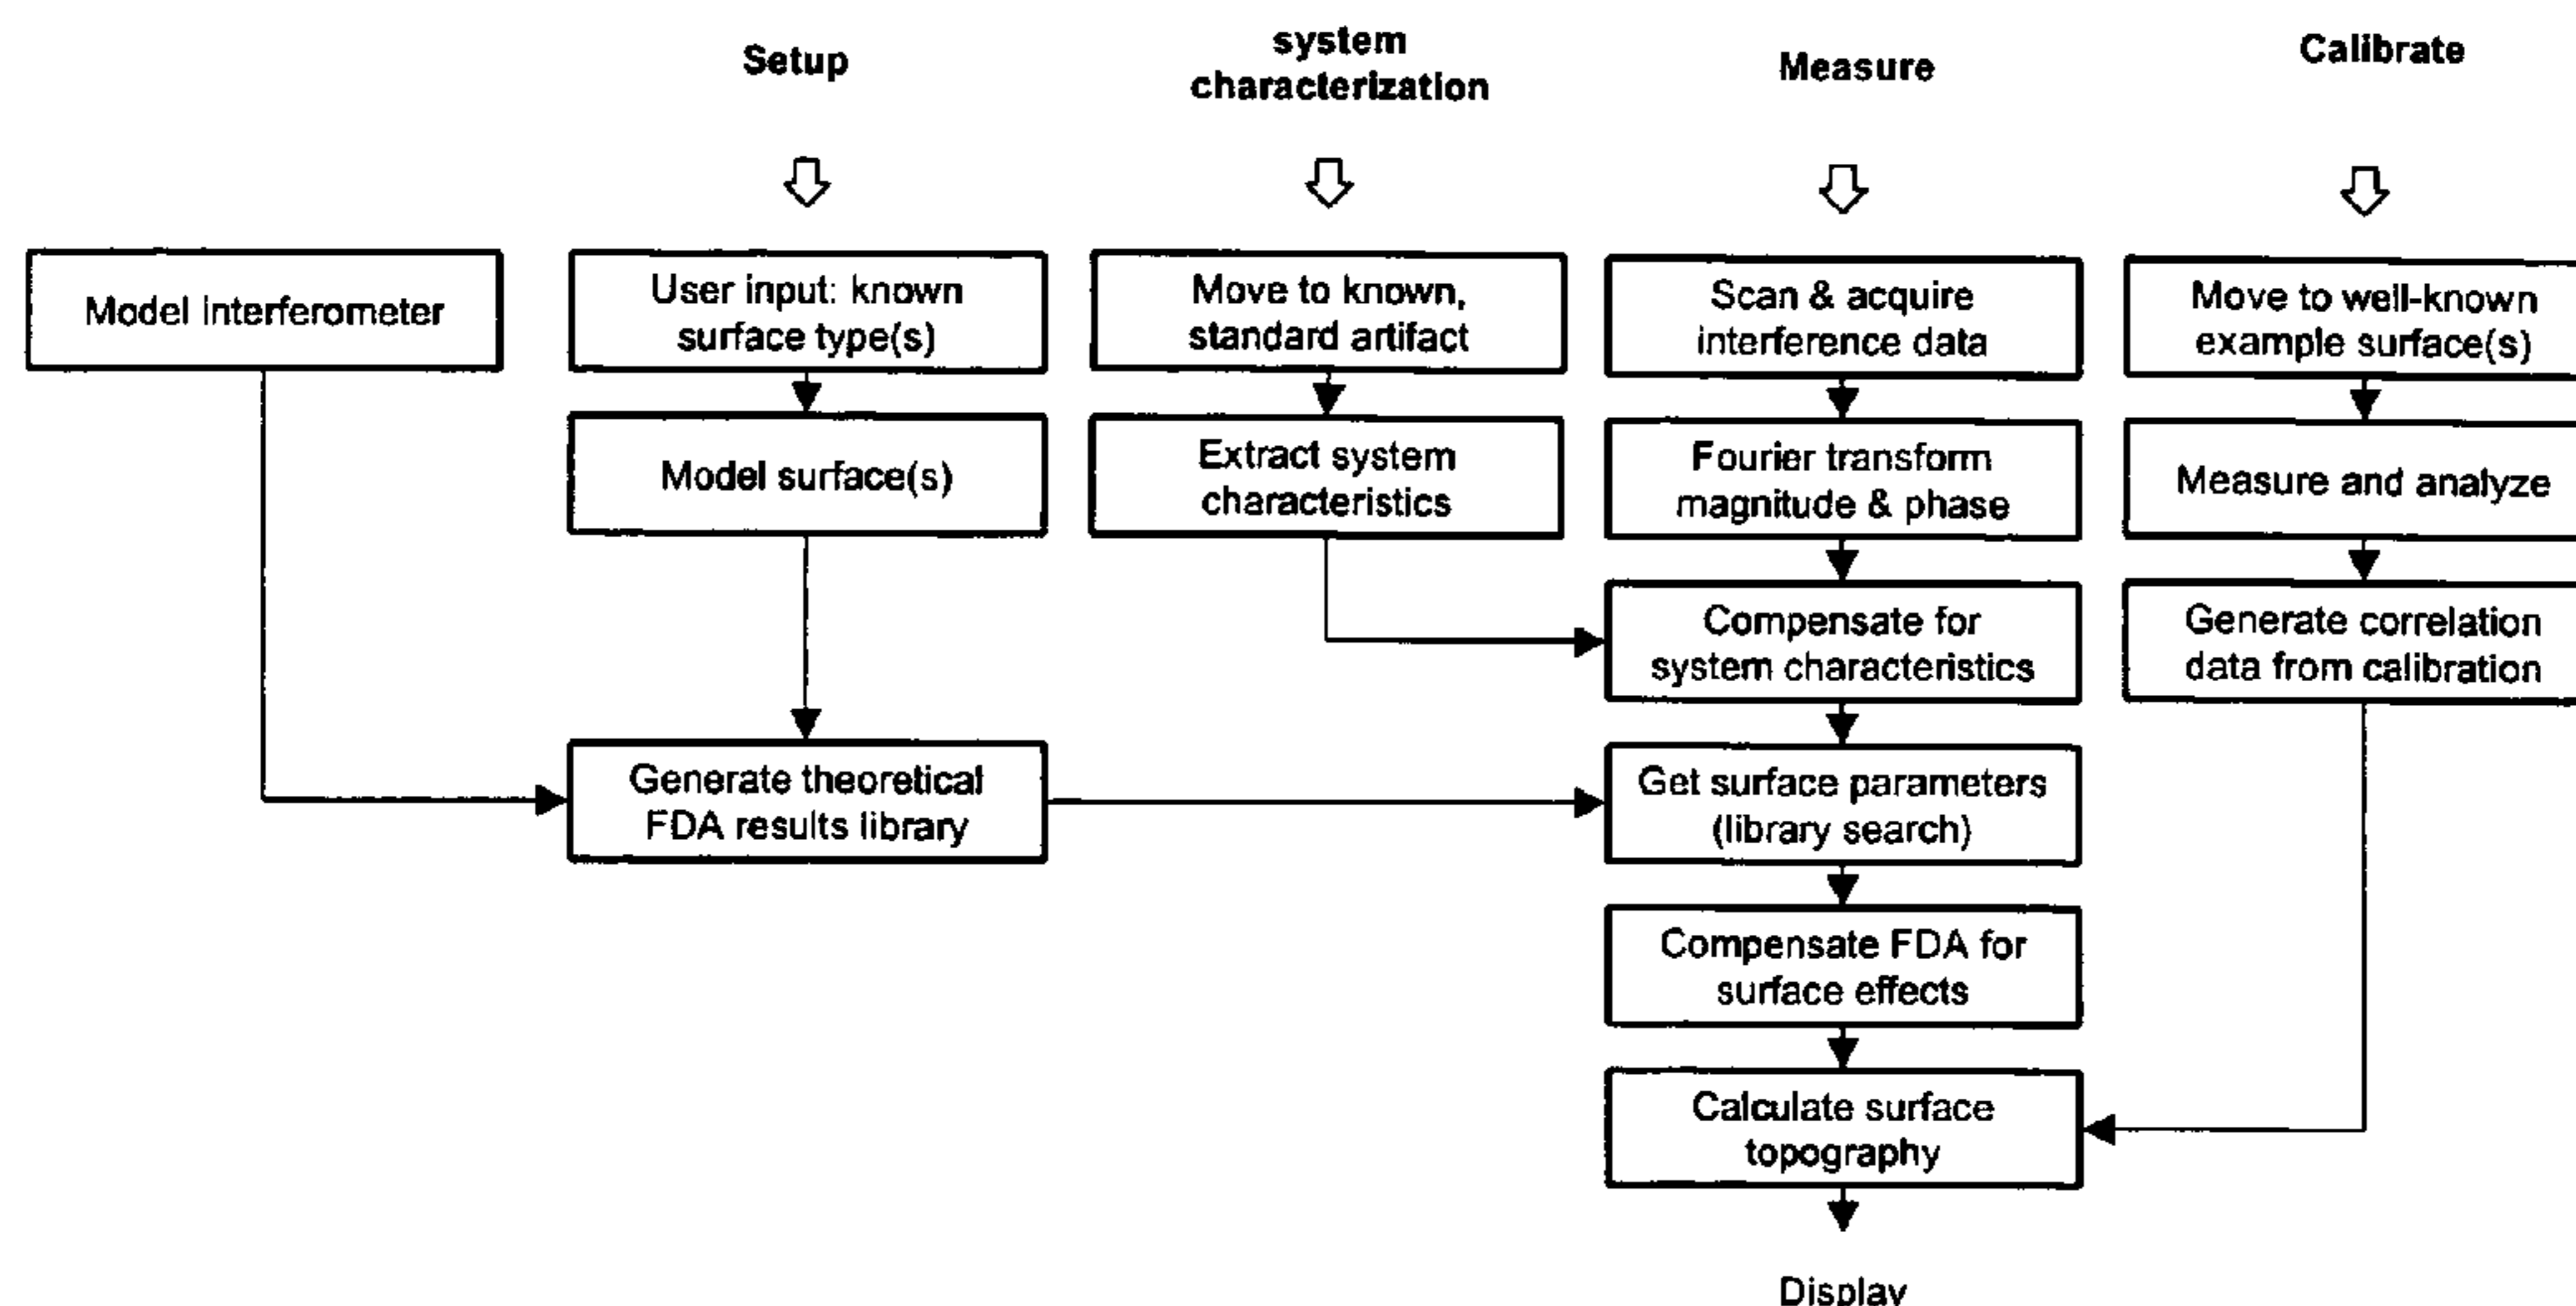 Setup
system
characterization
Measure
Calibrate
Model interferometer
User input: known
surface type(s)
Move to known,
standard artifact
Scan & acquire
interference data
Move to well-known
example surface(s)
Model surface(s)
Extract system
characteristics
Fourier transform
magnitude & phase
Measure and analyze
Compensate for
system characteristics
Generate correlation
data from calibration
Generate theoretical
FDA results library
Get surface parameters
(library search)
Compensate FDA for
surface effects
Calculate surface
topography
Display